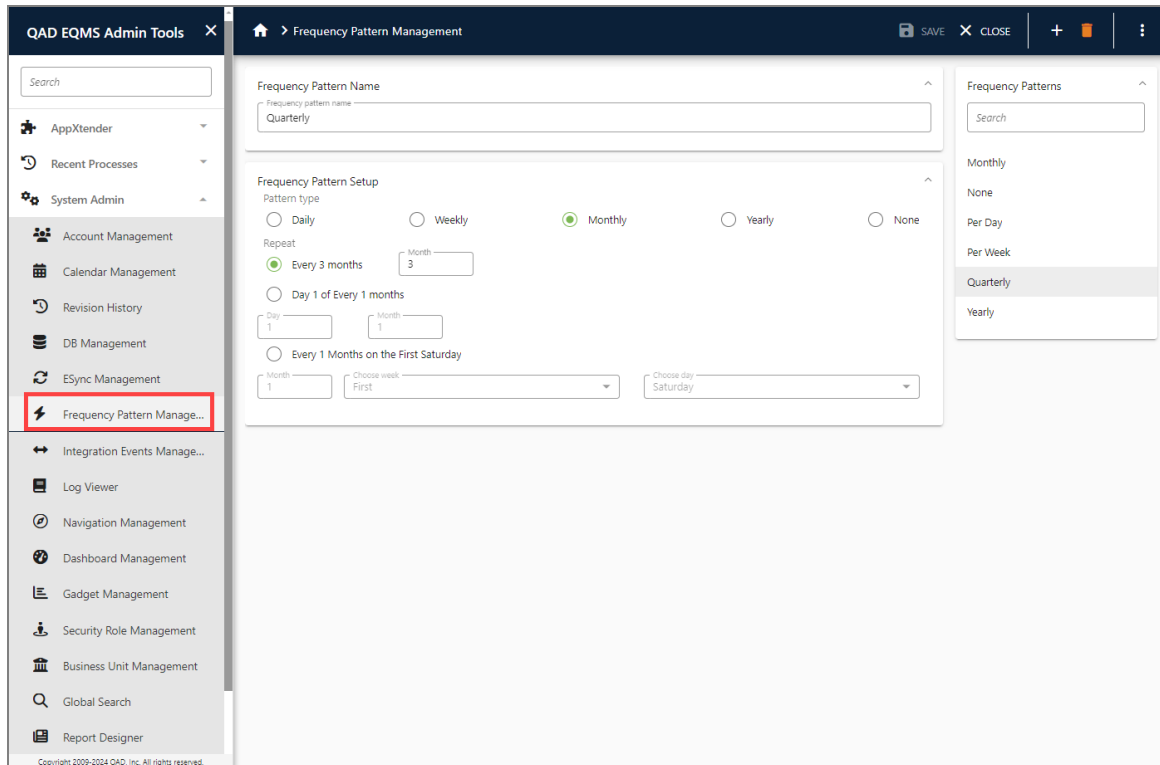 QAD EQMS Admin Tools
Search
AppXtender
Recent Processes
System Admin
Account Management
Calendar Management
Revision History
DB Management
ESync Management
Frequency Pattern Manage...
Integration Events Manage...
Log Viewer
Navigation Management
Dashboard Management
Gadget Management
Security Role Management
Business Unit Management
Global Search
Report Designer
Copyright 2009-2024 QAD, Inc. All rights reserved.
Frequency Pattern Management
SAVE
CLOSE
Frequency Pattern Name
Frequency pattern name
Quarterly
Frequency Pattern Setup
Pattern type
Daily Weekly Monthly Yearly None
Repeat
Month
Every 3 months 3
Day 1 of Every 1 months
Day Month
1 1
Every 1 Months on the First Saturday
Month Choose week Choose day
1 First Saturday
Frequency Patterns
Search
Monthly
None
Per Day
Per Week
Quarterly
Yearly